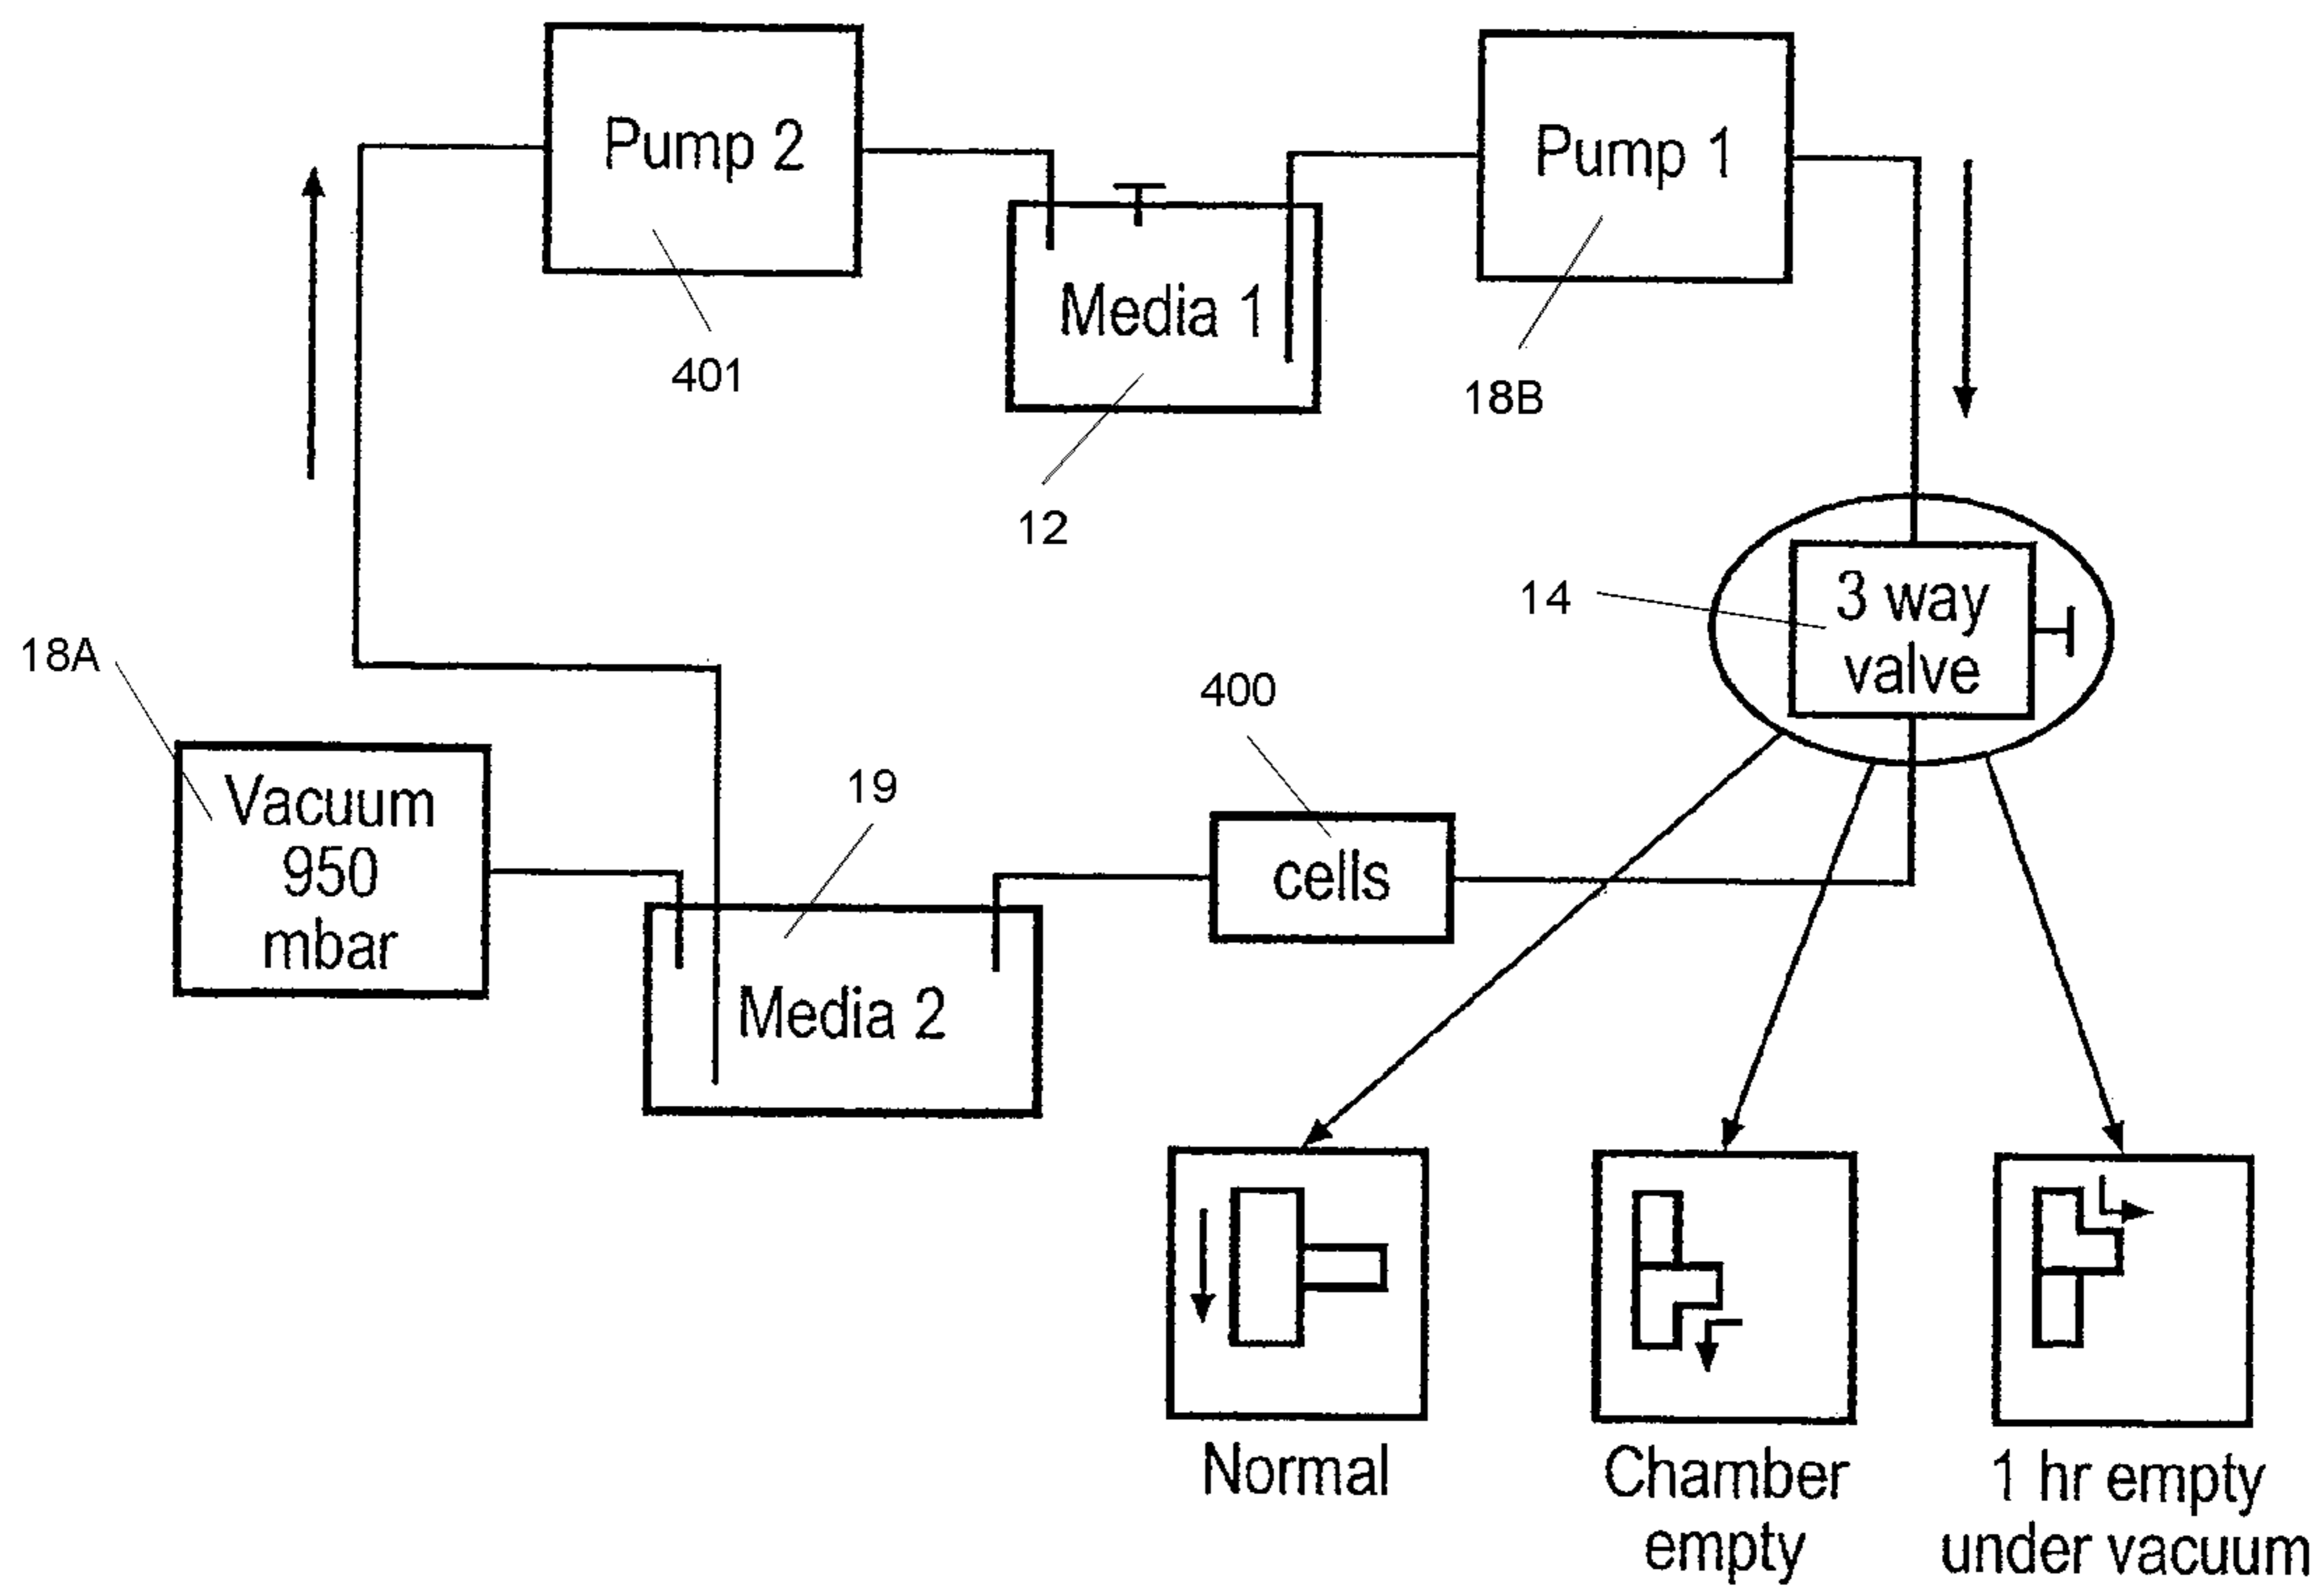 Pump 2
Pump 1
Media 1
401
18B
12
14
3 way
valve
18A
400
Vacuum
950
mbar
19
cells
Media 2
Normal
Chamber
empty
1 hr empty
under vacuum